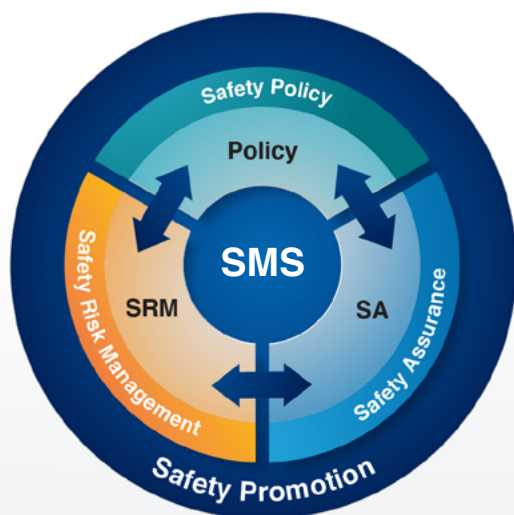 Safety Policy
Policy
SMS
SRM
SA
Safety Risk Management
Safety Assurance
Safety Promotion